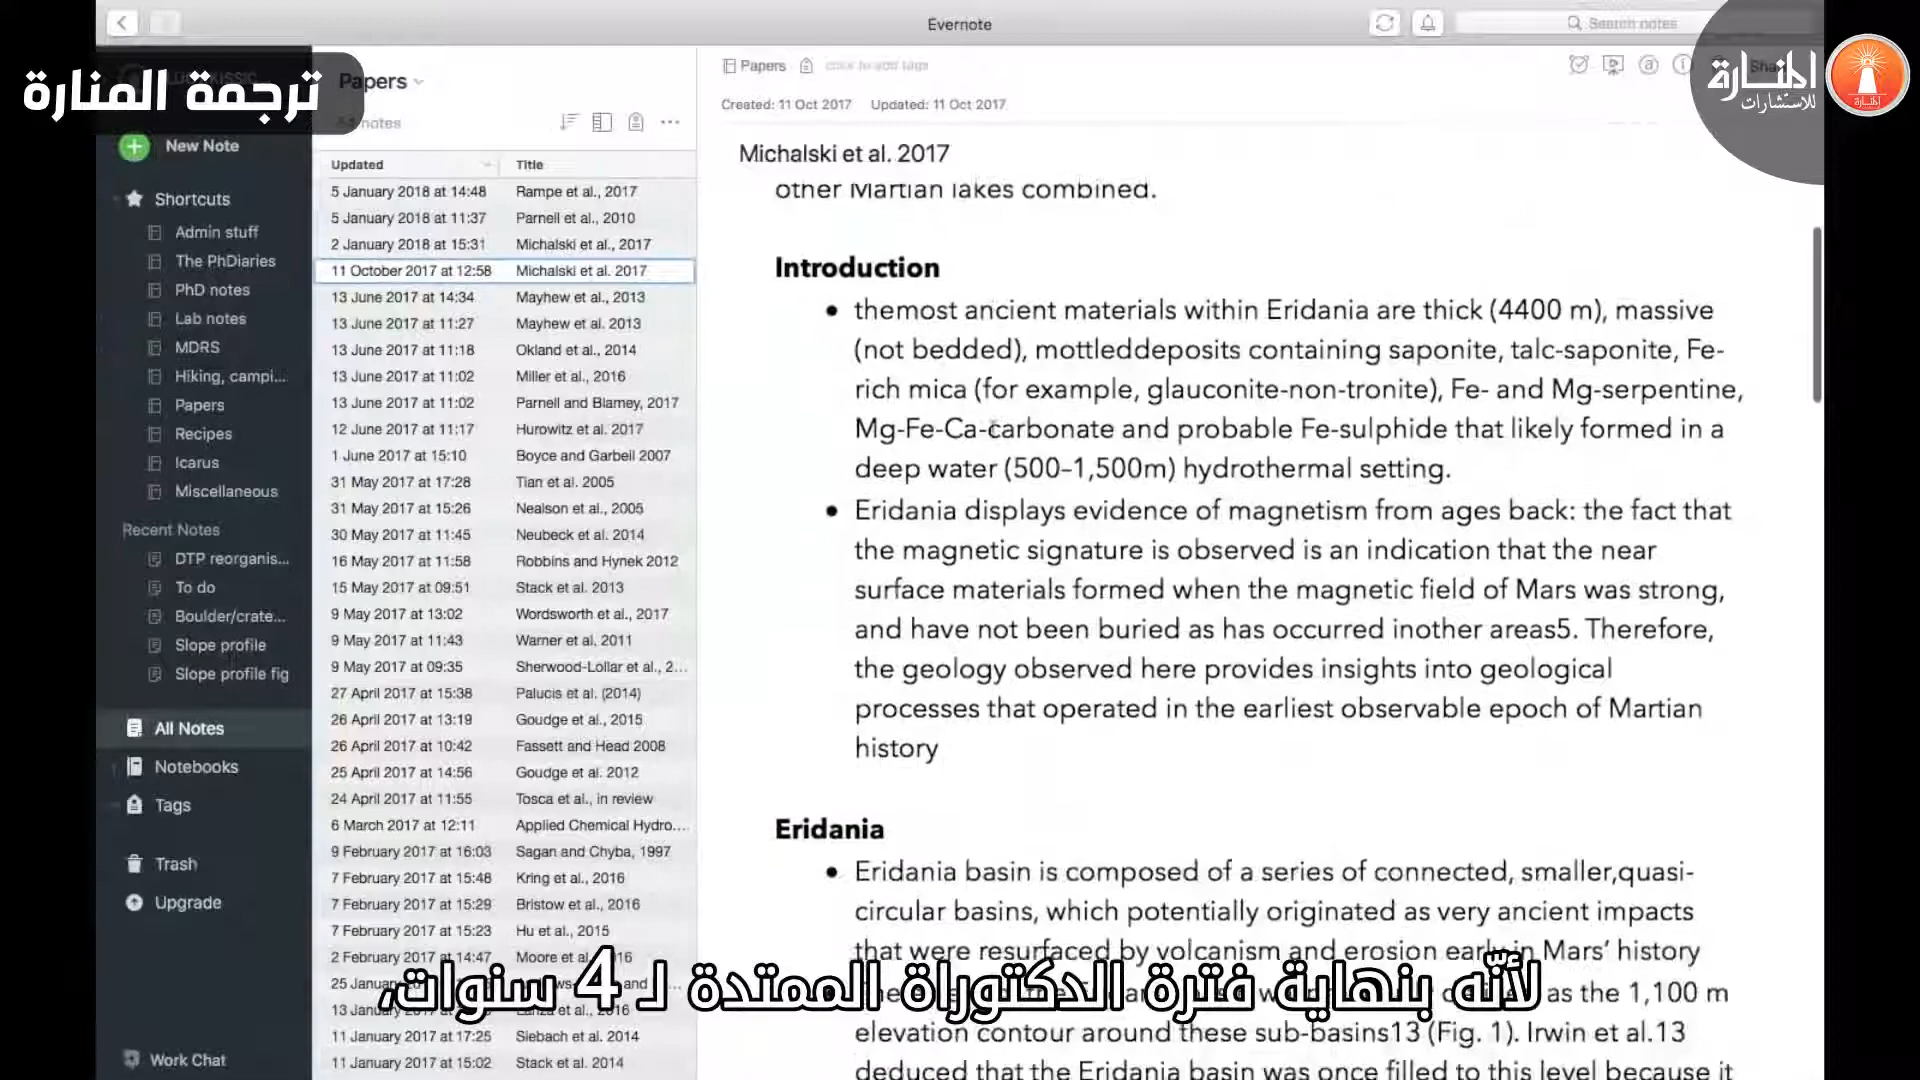 Evernote
Search notes
ترجمة المنارة
المنارة
للاستشارات
New Note
Shortcuts
Admin stuff
The PhDiaries
PhD notes
Lab notes
MDRS
Hiking, campi...
Papers
Recipes
Icarus
Miscellaneous
Recent Notes
DTP reorganis...
To do
Boulder/crate...
Slope profile
Slope profile fig
All Notes
Notebooks
Tags
Trash
Upgrade
Work Chat
Papers
notes
Updated Title
5 January 2018 at 14:48 Rampe et al., 2017
5 January 2018 at 11:37 Parnell et al., 2010
2 January 2018 at 15:31 Michalski et al., 2017
11 October 2017 at 12:58 Michalski et al. 2017
13 June 2017 at 14:34 Mayhew et al., 2013
13 June 2017 at 11:27 Mayhew et al. 2013
13 June 2017 at 11:18 Okland et al., 2014
13 June 2017 at 11:02 Miller et al., 2016
13 June 2017 at 11:02 Parnell and Blamey, 2017
12 June 2017 at 11:17 Hurowitz et al. 2017
1 June 2017 at 15:10 Boyce and Garbeil 2007
31 May 2017 at 17:28 Tian et al. 2005
31 May 2017 at 15:26 Nealson et al., 2005
30 May 2017 at 11:45 Neubeck et al. 2014
16 May 2017 at 11:58 Robbins and Hynek 2012
15 May 2017 at 09:51 Stack et al. 2013
9 May 2017 at 13:02 Wordsworth et al., 2017
9 May 2017 at 11:43 Warner et al. 2011
9 May 2017 at 09:35 Sherwood-Lollar et al., 2...
27 April 2017 at 15:38 Palucis et al. (2014)
26 April 2017 at 13:19 Goudge et al., 2015
26 April 2017 at 10:42 Fassett and Head 2008
25 April 2017 at 14:56 Goudge et al. 2012
24 April 2017 at 11:55 Tosca et al., in review
6 March 2017 at 12:11 Applied Chemical Hydro...
9 February 2017 at 16:03 Sagan and Chyba, 1997
7 February 2017 at 15:48 Kring et al., 2016
7 February 2017 at 15:29 Bristow et al., 2016
7 February 2017 at 15:23 Hu et al., 2015
2 February 2017 at 14:47 Moore et al.
11 January 2017 at 17:25 Siebach et al. 2014
11 January 2017 at 15:02 Stack et al. 2014
Papers click to add tags
Created: 11 Oct 2017 Updated: 11 Oct 2017
Michalski et al. 2017
other Martian lakes combined.
Introduction
• themost ancient materials within Eridania are thick (4400 m), massive
(not bedded), mottleddeposits containing saponite, talc-saponite, Fe-
rich mica (for example, glauconite-non-tronite), Fe- and Mg-serpentine,
Mg-Fe-Ca-carbonate and probable Fe-sulphide that likely formed in a
deep water (500–1,500m) hydrothermal setting.
• Eridania displays evidence of magnetism from ages back: the fact that
the magnetic signature is observed is an indication that the near
surface materials formed when the magnetic field of Mars was strong,
and have not been buried as has occurred inother areas5. Therefore,
the geology observed here provides insights into geological
processes that operated in the earliest observable epoch of Martian
history
Eridania
• Eridania basin is composed of a series of connected, smaller,quasi-
circular basins, which potentially originated as very ancient impacts
that were resurfaced by volcanism and erosion early in Mars' history
as the 1,100 m
elevation contour around these sub-basins13 (Fig. 1). Irwin et al.13
deduced that the Eridania basin was once filled to this level because it
لأنّه بنهاية فترة الدكتوراة الممتدة لـ 4 سنوات،